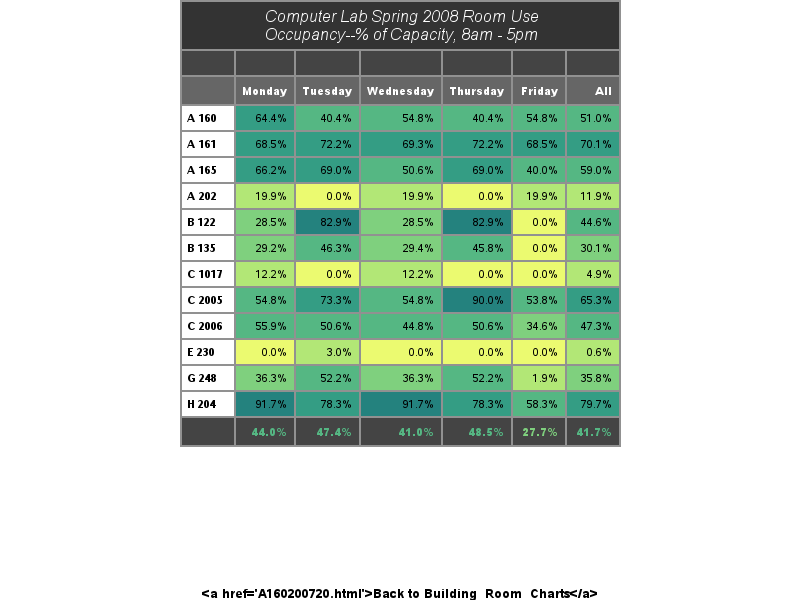 Computer Lab Spring 2008 Room Use
Occupancy--% of Capacity, 8am - 5pm
Monday Tuesday Wednesday Thursday Friday All
A 160 64.4% 40.4% 54.8% 40.4% 54.8% 51.0%
A 161 68.5% 72.2% 69.3% 72.2% 68.5% 70.1%
A 165 66.2% 69.0% 50.6% 69.0% 40.0% 59.0%
A 202 19.9% 0.0% 19.9% 0.0% 19.9% 11.9%
B 122 28.5% 82.9% 28.5% 82.9% 0.0% 44.6%
B 135 29.2% 46.3% 29.4% 45.8% 0.0% 30.1%
C 1017 12.2% 0.0% 12.2% 0.0% 0.0% 4.9%
C 2005 54.8% 73.3% 54.8% 90.0% 53.8% 65.3%
C 2006 55.9% 50.6% 44.8% 50.6% 34.6% 47.3%
E 230 0.0% 3.0% 0.0% 0.0% 0.0% 0.6%
G 248 36.3% 52.2% 36.3% 52.2% 1.9% 35.8%
H 204 91.7% 78.3% 91.7% 78.3% 58.3% 79.7%
44.0% 47.4% 41.0% 48.5% 27.7% 41.7%
<a href='A160200720.html'>Back to Building_Room_Charts</a>